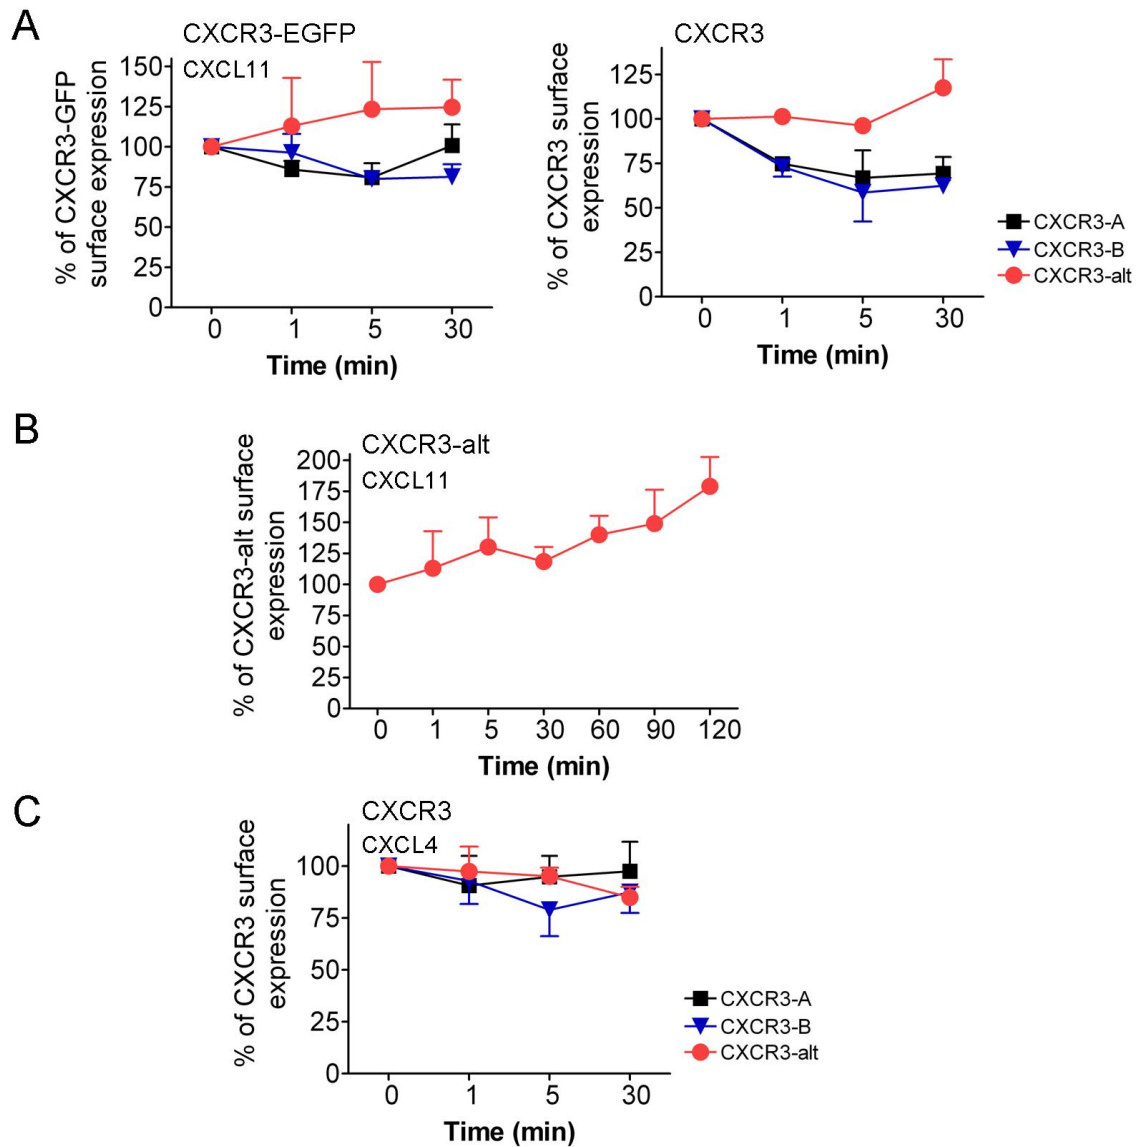 A
CXCR3-EGFP
CXCL11
% of CXCR3-GFP
surface expression
150
125
100
75
50
25
0
0 1 5 30
Time (min)
CXCR3
% of CXCR3 surface
expression
125
100
75
50
25
0
0 1 5 30
Time (min)
CXCR3-A
CXCR3-B
CXCR3-alt
B
CXCR3-alt
CXCL11
% of CXCR3-alt surface
expression
200
175
150
125
100
75
50
25
0
0 1 5 30 60 90 120
Time (min)
C
CXCR3
CXCL4
% of CXCR3 surface
expression
100
75
50
25
0
0 1 5 30
Time (min)
CXCR3-A
CXCR3-B
CXCR3-alt